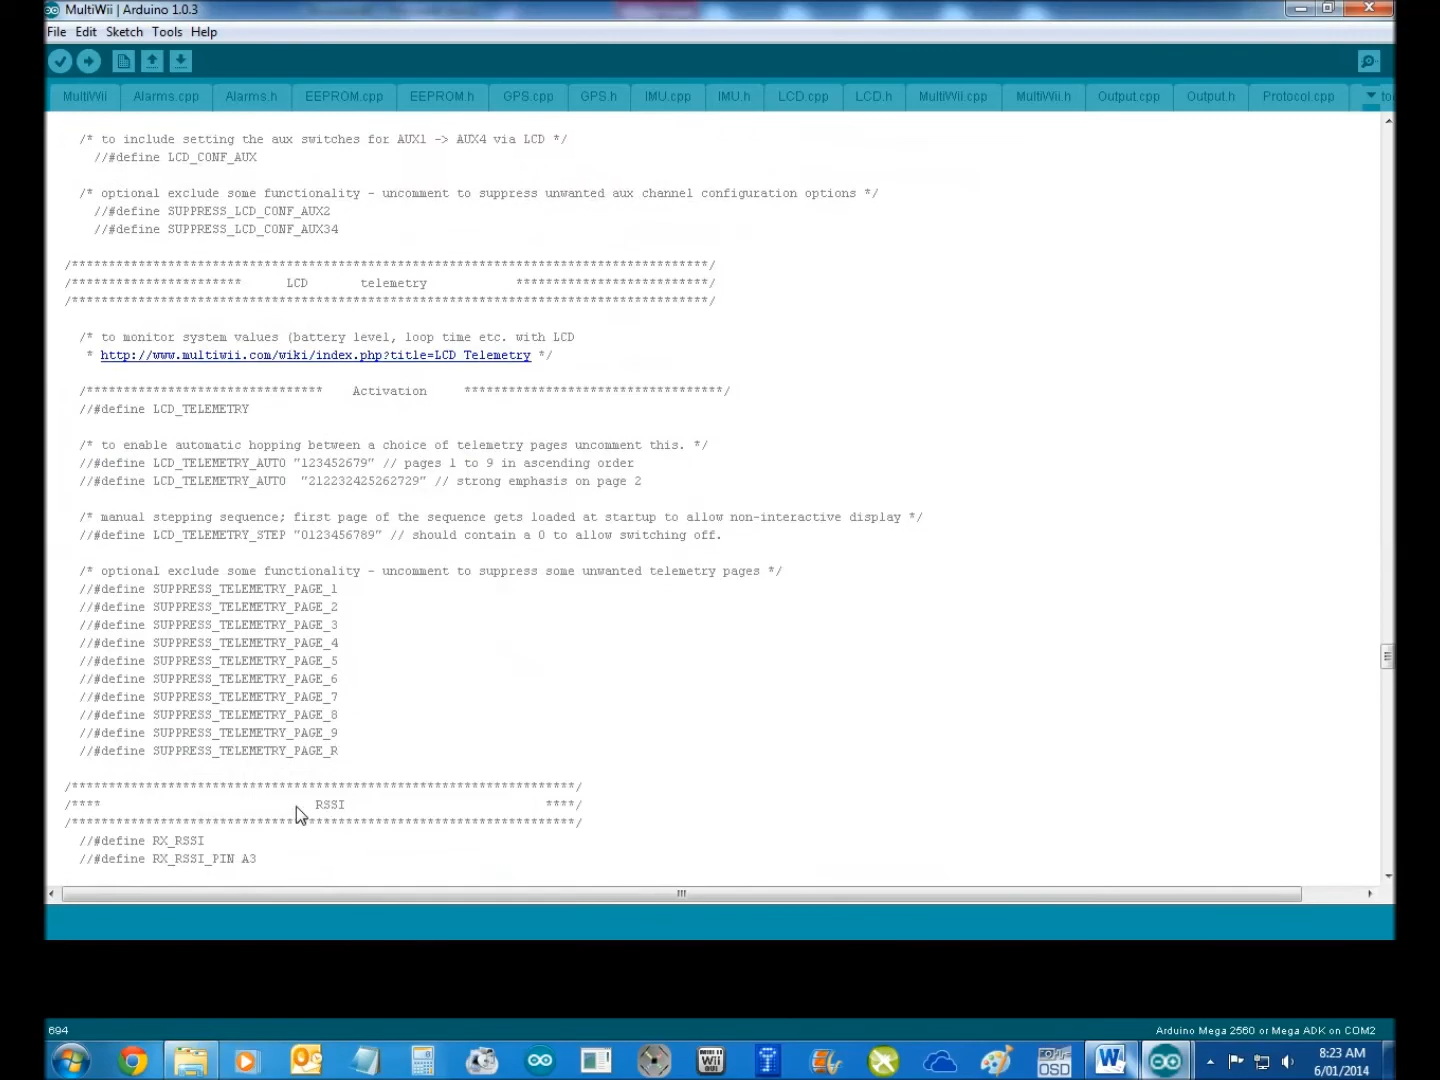 MultiWii | Arduino 1.0.3
File Edit Sketch Tools Help
MultiWii Alarms.cpp Alarms.h EEPROM.cpp EEPROM.h GPS.cpp GPS.h IMU.cpp IMU.h LCD.cpp LCD.h MultiWii.cpp MultiWii.h Output.cpp Output.h Protocol.cpp
/* to include setting the aux switches for AUX1 -> AUX4 via LCD */
//#define LCD_CONF_AUX
/* optional exclude some functionality - uncomment to suppress unwanted aux channel configuration options */
//#define SUPPRESS_LCD_CONF_AUX2
//#define SUPPRESS_LCD_CONF_AUX34
/**************************************************************************************/
/*********************** LCD telemetry **************************/
/**************************************************************************************/
/* to monitor system values (battery level, loop time etc. with LCD
* http://www.multiwii.com/wiki/index.php?title=LCD_Telemetry */
/******************************** Activation ***********************************/
//#define LCD_TELEMETRY
/* to enable automatic hopping between a choice of telemetry pages uncomment this. */
//#define LCD_TELEMETRY_AUTO "123452679" // pages 1 to 9 in ascending order
//#define LCD_TELEMETRY_AUTO "212232425262729" // strong emphasis on page 2
/* manual stepping sequence; first page of the sequence gets loaded at startup to allow non-interactive display */
//#define LCD_TELEMETRY_STEP "0123456789" // should contain a 0 to allow switching off.
/* optional exclude some functionality - uncomment to suppress some unwanted telemetry pages */
//#define SUPPRESS_TELEMETRY_PAGE_1
//#define SUPPRESS_TELEMETRY_PAGE_2
//#define SUPPRESS_TELEMETRY_PAGE_3
//#define SUPPRESS_TELEMETRY_PAGE_4
//#define SUPPRESS_TELEMETRY_PAGE_5
//#define SUPPRESS_TELEMETRY_PAGE_6
//#define SUPPRESS_TELEMETRY_PAGE_7
//#define SUPPRESS_TELEMETRY_PAGE_8
//#define SUPPRESS_TELEMETRY_PAGE_9
//#define SUPPRESS_TELEMETRY_PAGE_R
/********************************************************************/
/**** RSSI ****/
/********************************************************************/
//#define RX_RSSI
//#define RX_RSSI_PIN A3
694
Arduino Mega 2560 or Mega ADK on COM2
Wii
OSD
8:23 AM
6/01/2014